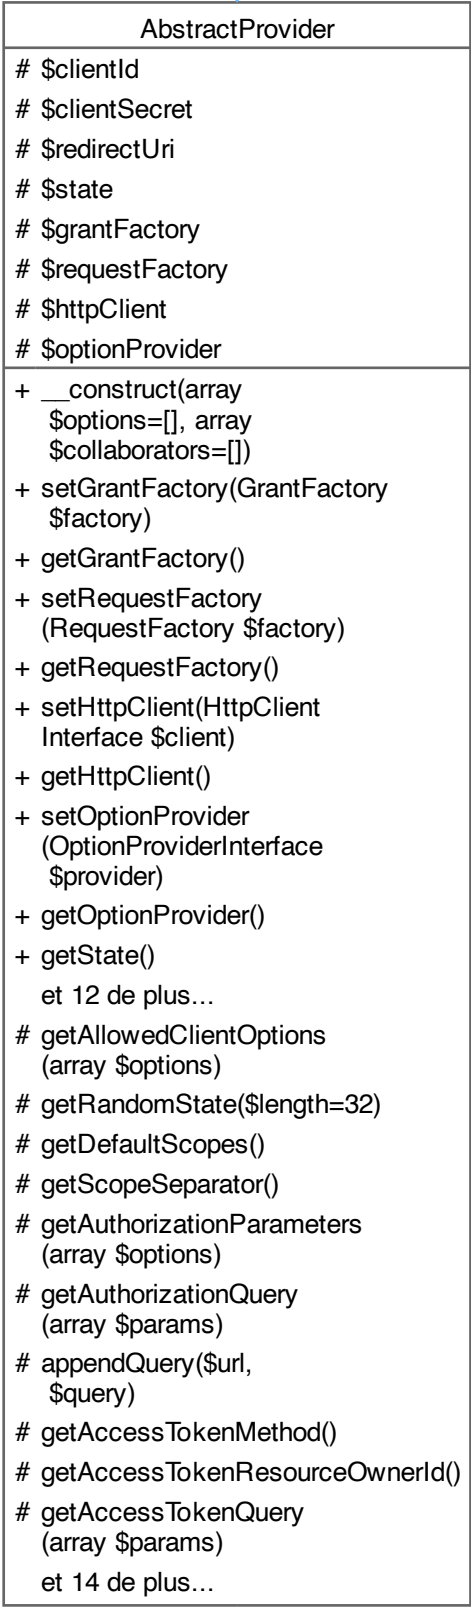 AbstractProvider
# $clientId
# $clientSecret
# $redirectUri
# $state
# $grantFactory
# $requestFactory
# $httpClient
# $optionProvider
+ __construct(array
$options=[], array
$collaborators=[])
+ setGrantFactory(GrantFactory
$factory)
+ getGrantFactory()
+ setRequestFactory
(RequestFactory $factory)
+ getRequestFactory()
+ setHttpClient(HttpClient
Interface $client)
+ getHttpClient()
+ setOptionProvider
(OptionProviderInterface
$provider)
+ getOptionProvider()
+ getState()
et 12 de plus...
# getAllowedClientOptions
(array $options)
# getRandomState($length=32)
# getDefaultScopes()
# getScopeSeparator()
# getAuthorizationParameters
(array $options)
# getAuthorizationQuery
(array $params)
# appendQuery($url,
$query)
# getAccessTokenMethod()
# getAccessTokenResourceOwnerId()
# getAccessTokenQuery
(array $params)
et 14 de plus...